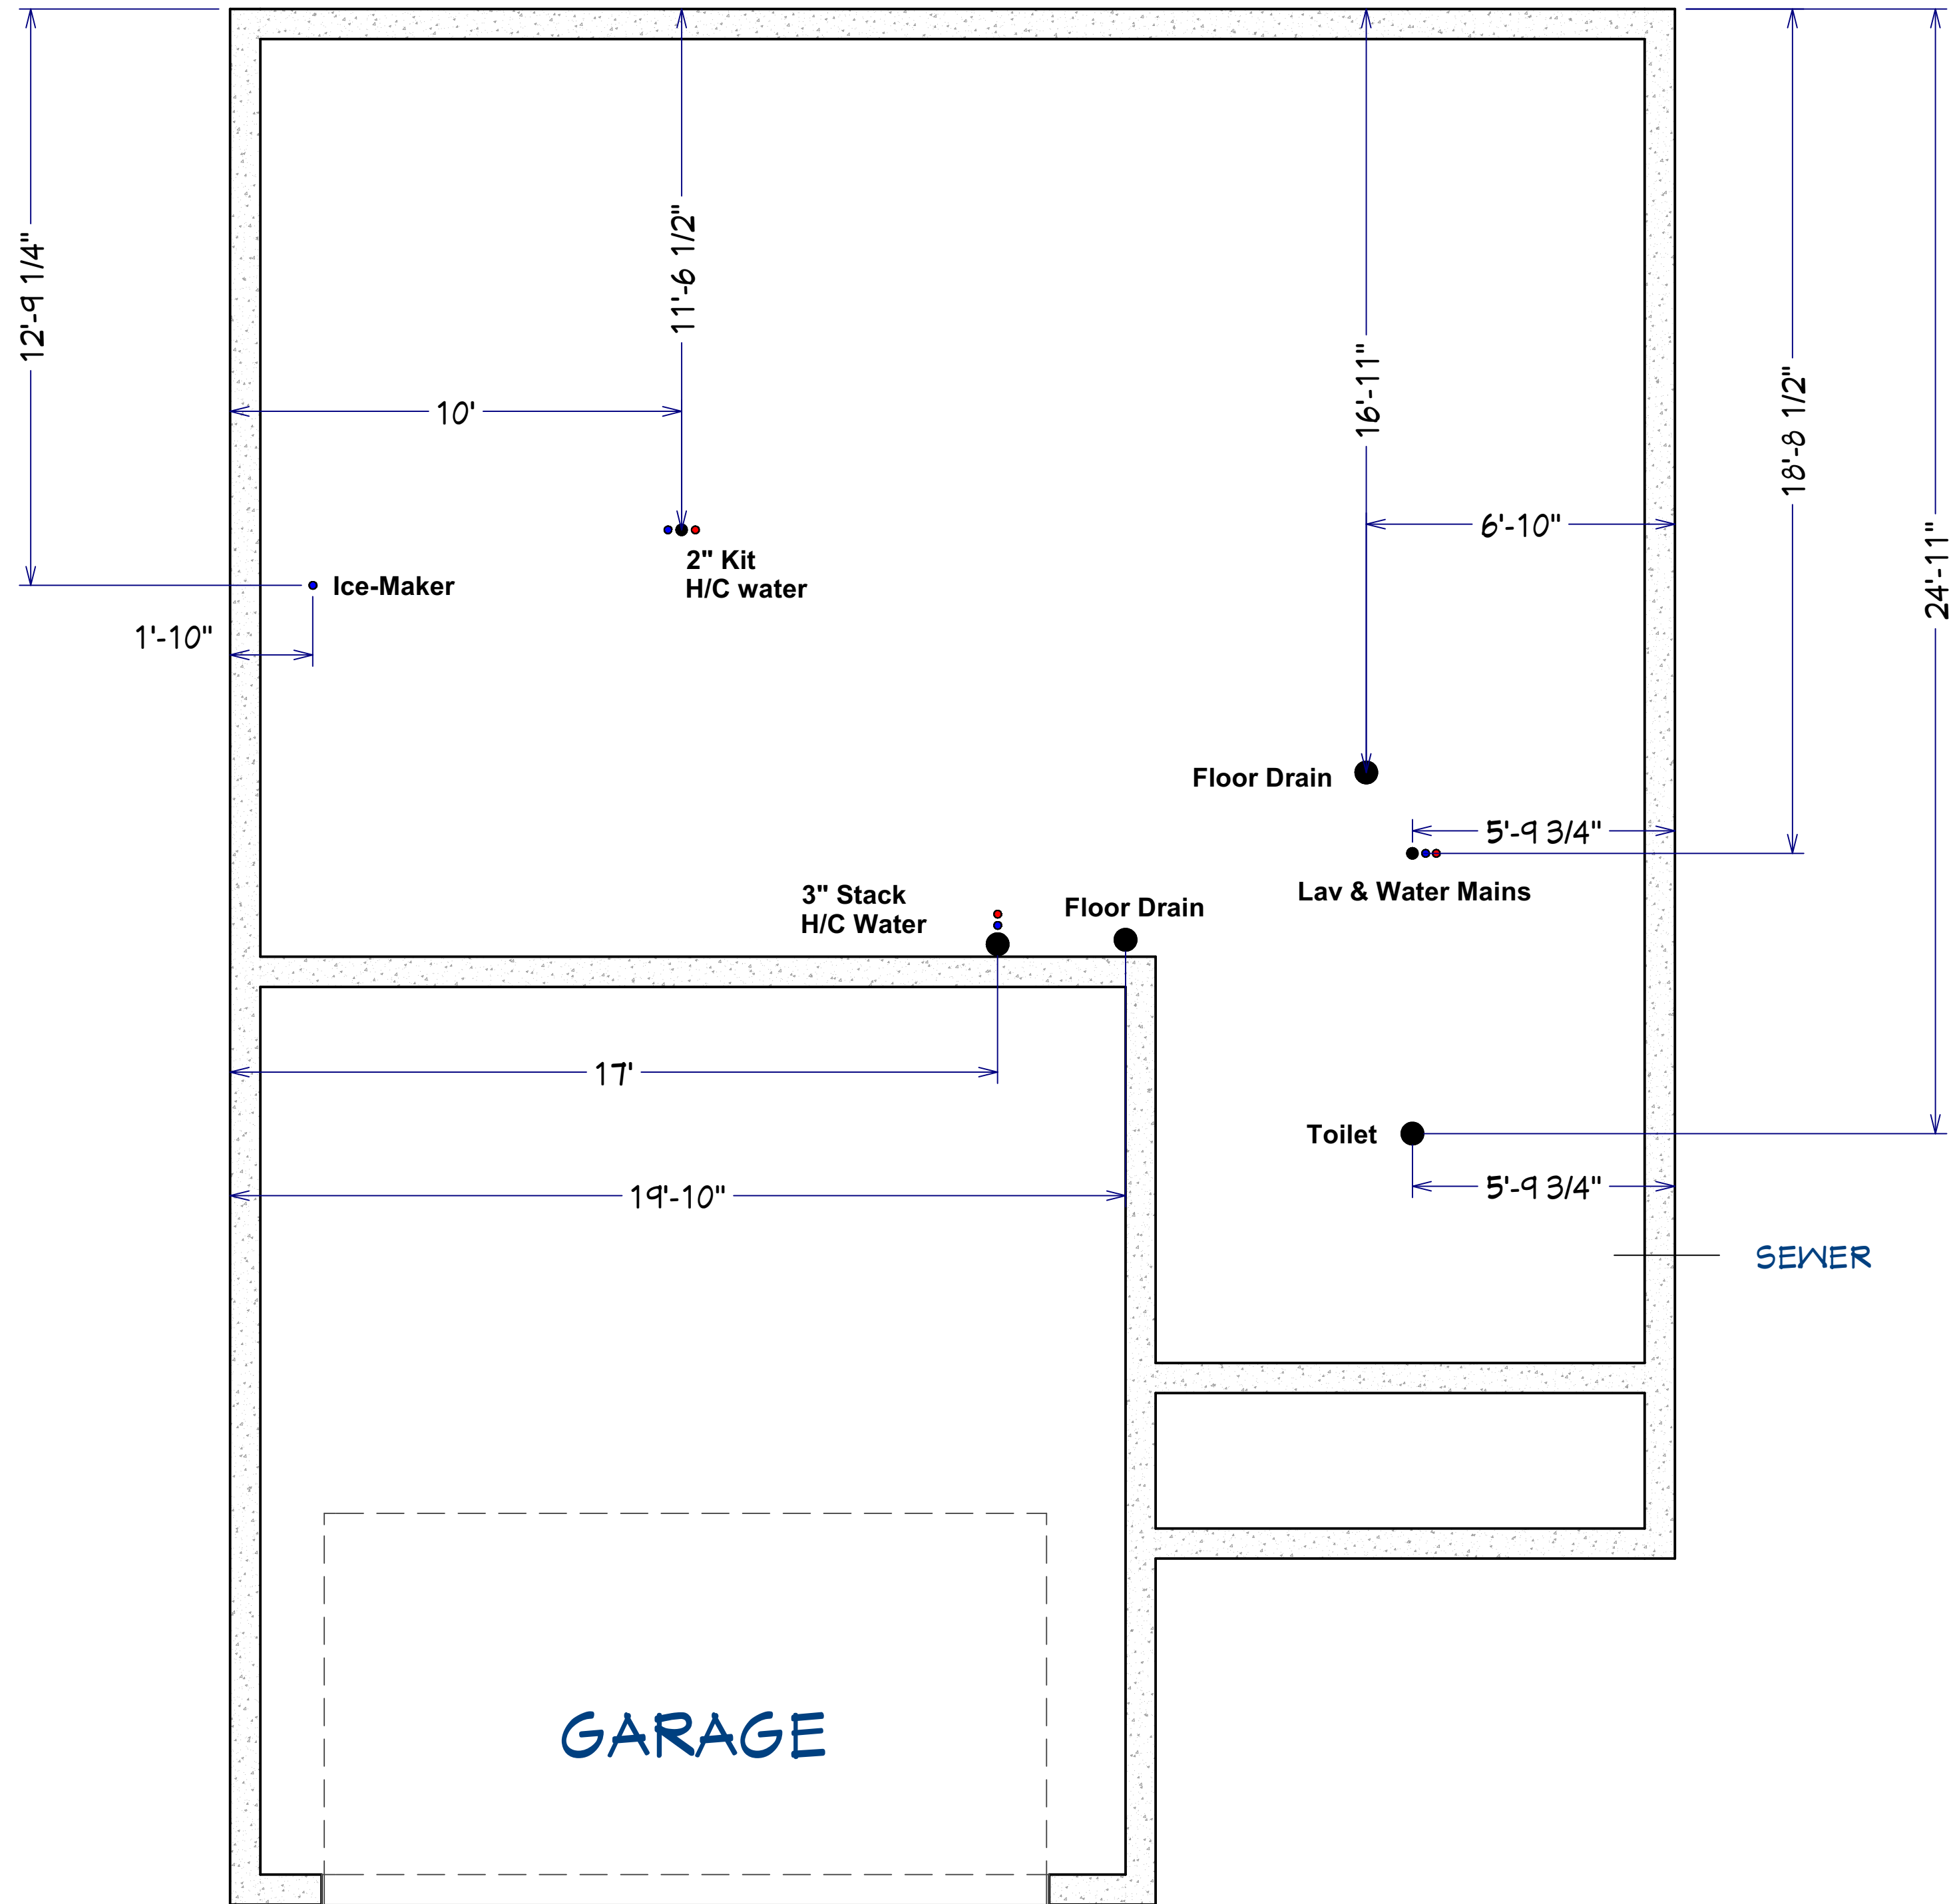 12'-9 1/4"
11'-6 1/2"
16'-11"
18'-8 1/2"
24'-11"
10'
6'-10"
2" Kit
H/C water
Ice-Maker
1'-10"
Floor Drain
5'-9 3/4"
Lav & Water Mains
3" Stack
H/C Water
Floor Drain
17'
Toilet
5'-9 3/4"
19'-10"
SEWER
GARAGE